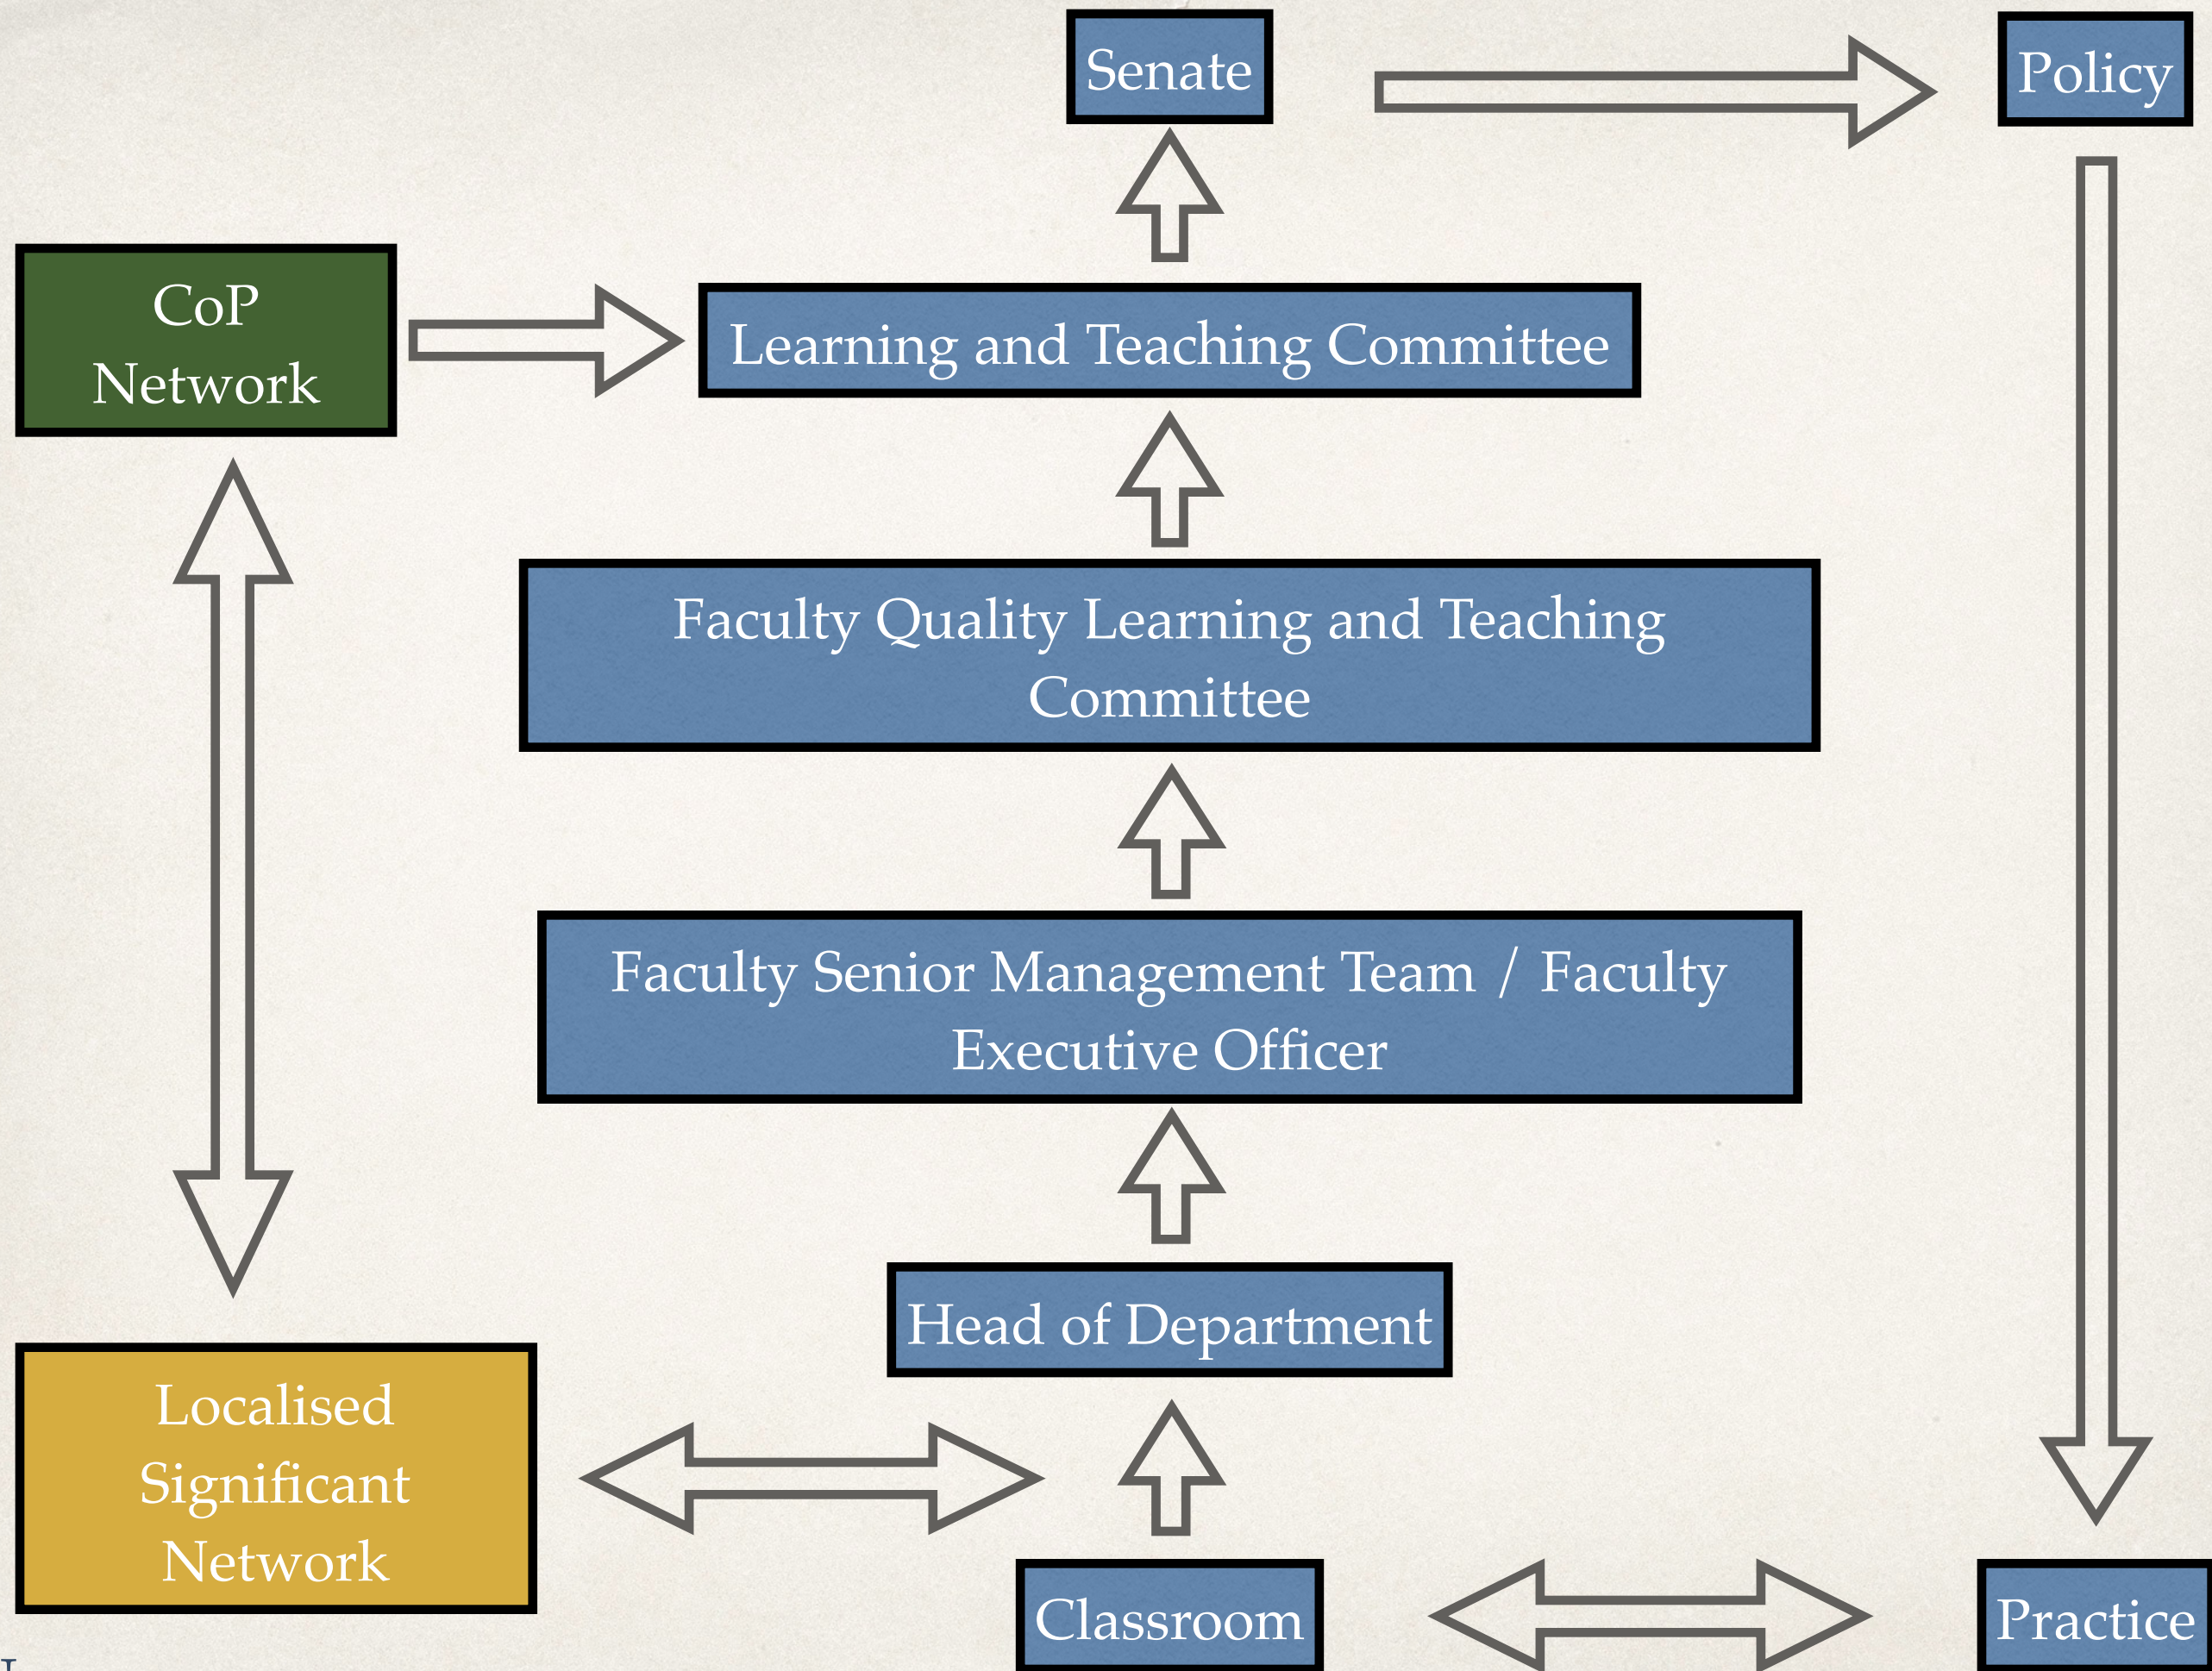 Senate
Policy
CoP
Network
Learning and Teaching Committee
Faculty Quality Learning and Teaching
Committee
Faculty Senior Management Team / Faculty
Executive Officer
Head of Department
Localised
Significant
Network
Classroom
Practice